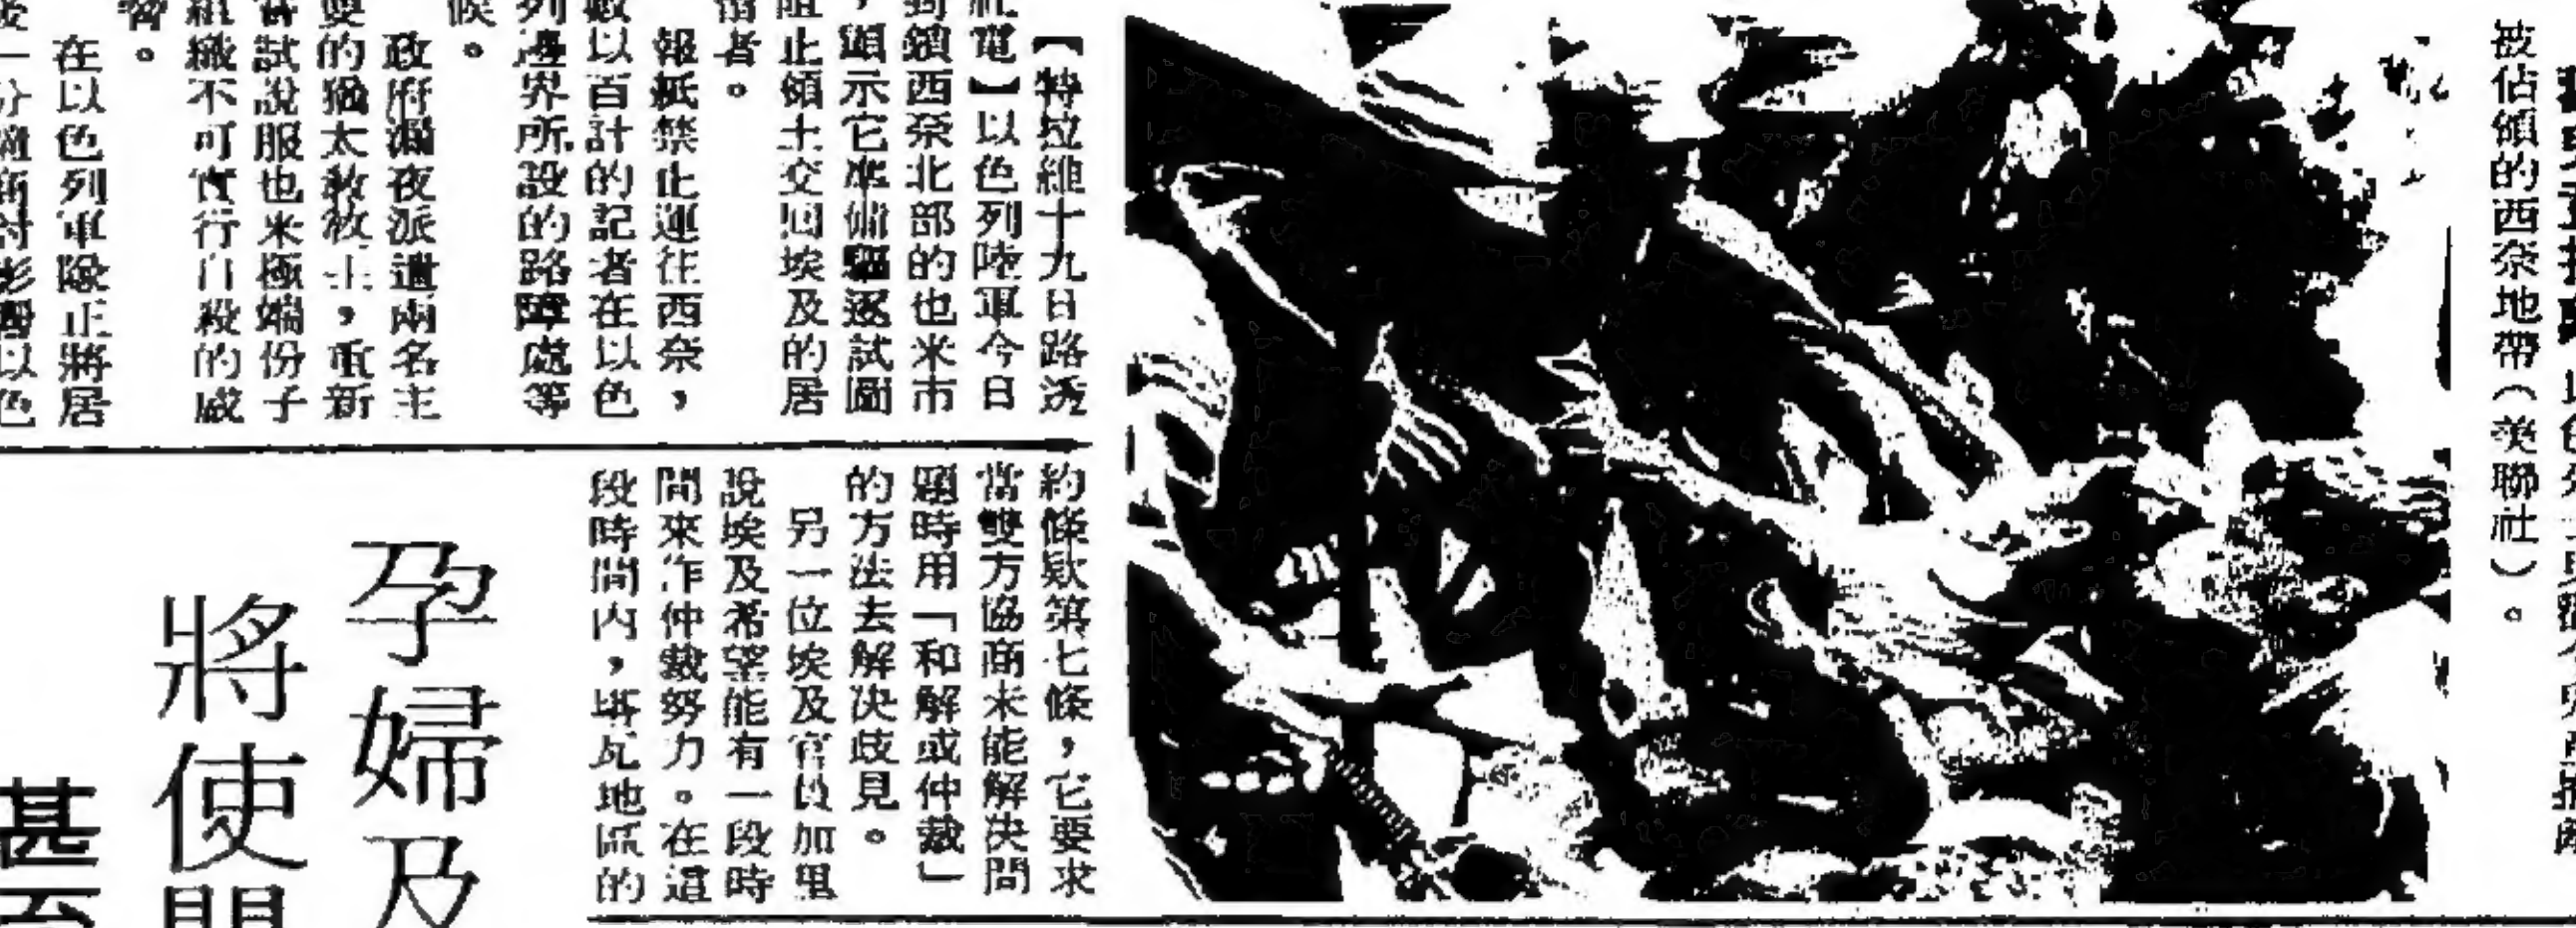 被佔領的西奈地帶（美聯社）。
【特拉維十九日路透
社電】以色列陸軍今日
封鎖西奈北部的也米市
，顯示它準備驅逐試圖
阻止領土交回埃及的居
留者。
報紙禁止運往西奈，
數以百計的記者在以色
列邊界所設的路障處等
候。
政府漏夜派遣兩名主
要的猶太教教士，重新
嘗試說服也米極端份子
組織不可實行自殺的威
脅。
在以色列軍隊正將居
約條款第七條，它要求
當雙方協商未能解決問
題時用「和解或仲裁」
的方法去解決歧見。
另一位埃及官員加里
說埃及希望能有一段時
間來作仲裁努力。在這
段時間內，塔瓦地區的
孕婦及
將使
甚至